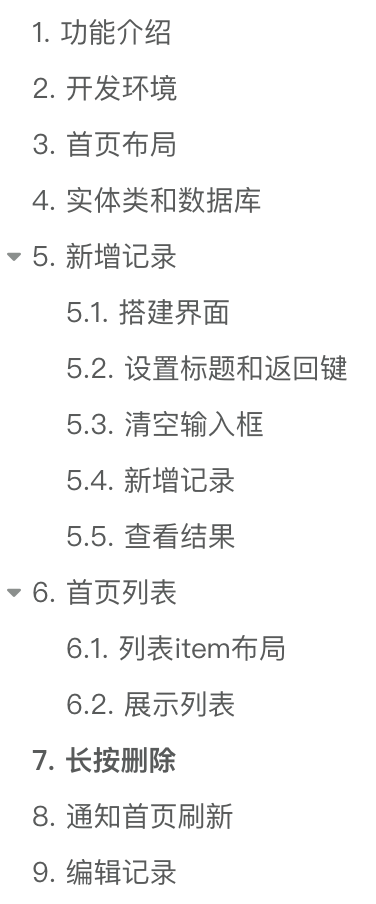 1. 功能介绍
2. 开发环境
3. 首页布局
4. 实体类和数据库
5. 新增记录
5.1. 搭建界面
5.2. 设置标题和返回键
5.3. 清空输入框
5.4. 新增记录
5.5. 查看结果
6. 首页列表
6.1. 列表item布局
6.2. 展示列表
7. 长按删除
8. 通知首页刷新
9. 编辑记录